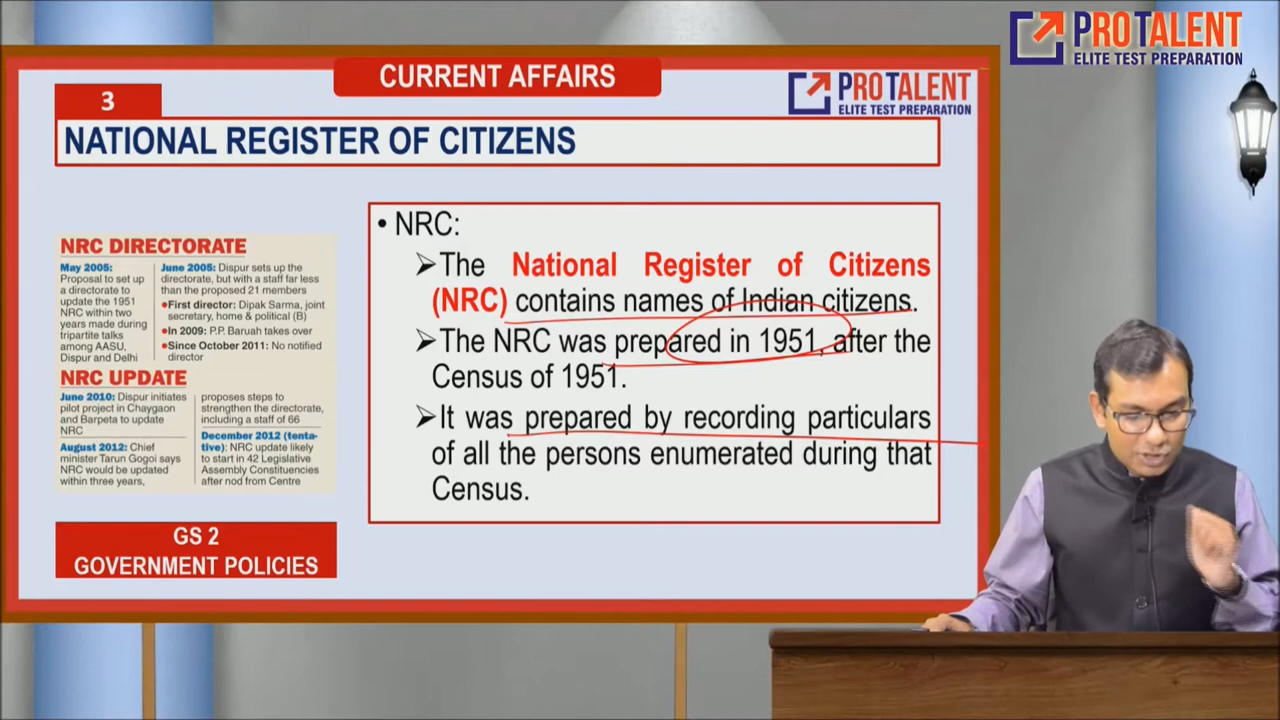 PROTALENT
ELITE TEST PREPARATION
CURRENT AFFAIRS
PROTALENT
ELITE TEST PREPARATION
3
NATIONAL REGISTER OF CITIZENS
NRC DIRECTORATE
May 2005:
Proposal to set up
a directorate to
update the 1951
NRC within two
years made during
tripartite talks
among AASU,
Dispur and Delhi
June 2005: Dispur sets up the
directorate, but with a staff far less
than the proposed 21 members
●First director: Dipak Sarma, joint
secretary, home & political (B)
●In 2009: P.P. Baruah takes over
●Since October 2011: No notified
director
NRC UPDATE
June 2010: Dispur initiates
pilot project in Chaygaon
and Barpeta to update
NRC
August 2012: Chief
minister Tarun Gogoi says
NRC would be updated
within three years,
proposes steps to
strengthen the directorate,
including a staff of 66
December 2012 (tenta-
tive): NRC update likely
to start in 42 Legislative
Assembly Constituencies
after nod from Centre
GS 2
GOVERNMENT POLICIES
• NRC:
➢The National Register of Citizens
(NRC) contains names of Indian citizens.
➢The NRC was prepared in 1951, after the
Census of 1951.
➢It was prepared by recording particulars
of all the persons enumerated during that
Census.